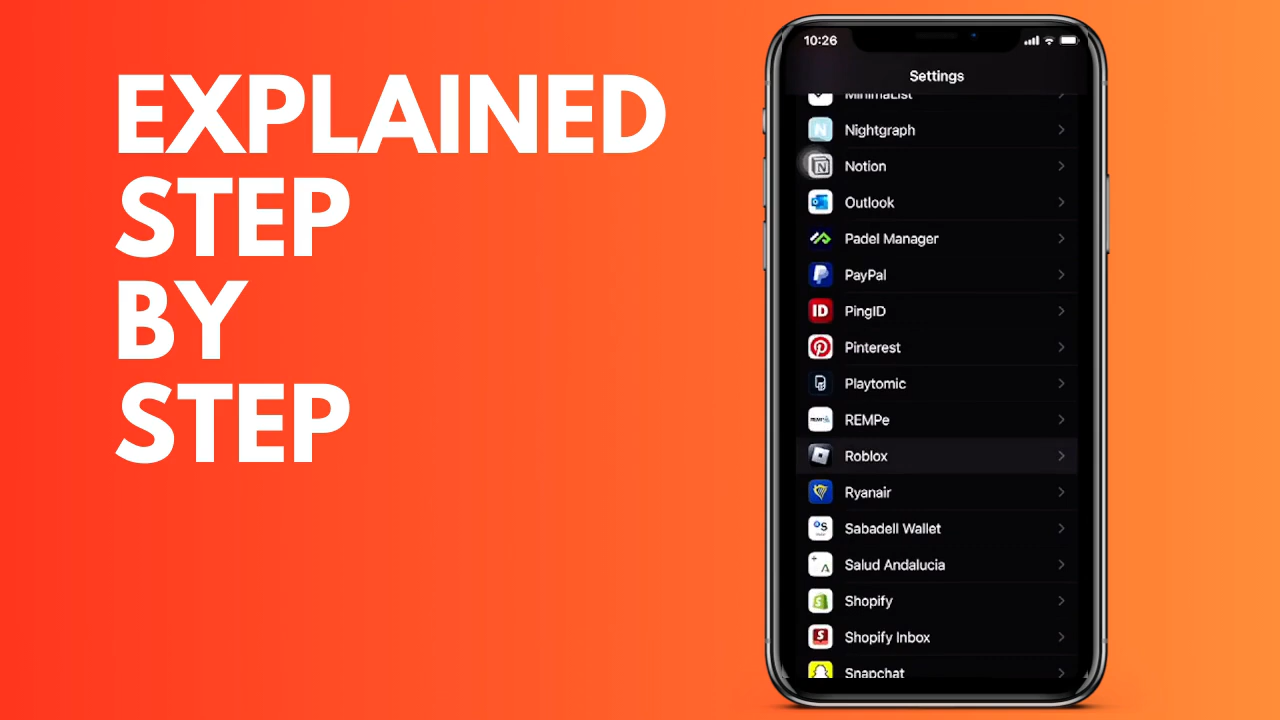 EXPLAINED
STEP
BY
STEP
10:26
Settings
MinimaList
Nightgraph
Notion
Outlook
Padel Manager
PayPal
PingID
Pinterest
Playtomic
REMPe
Roblox
Ryanair
Sabadell Wallet
Salud Andalucia
Shopify
Shopify Inbox
Snapchat